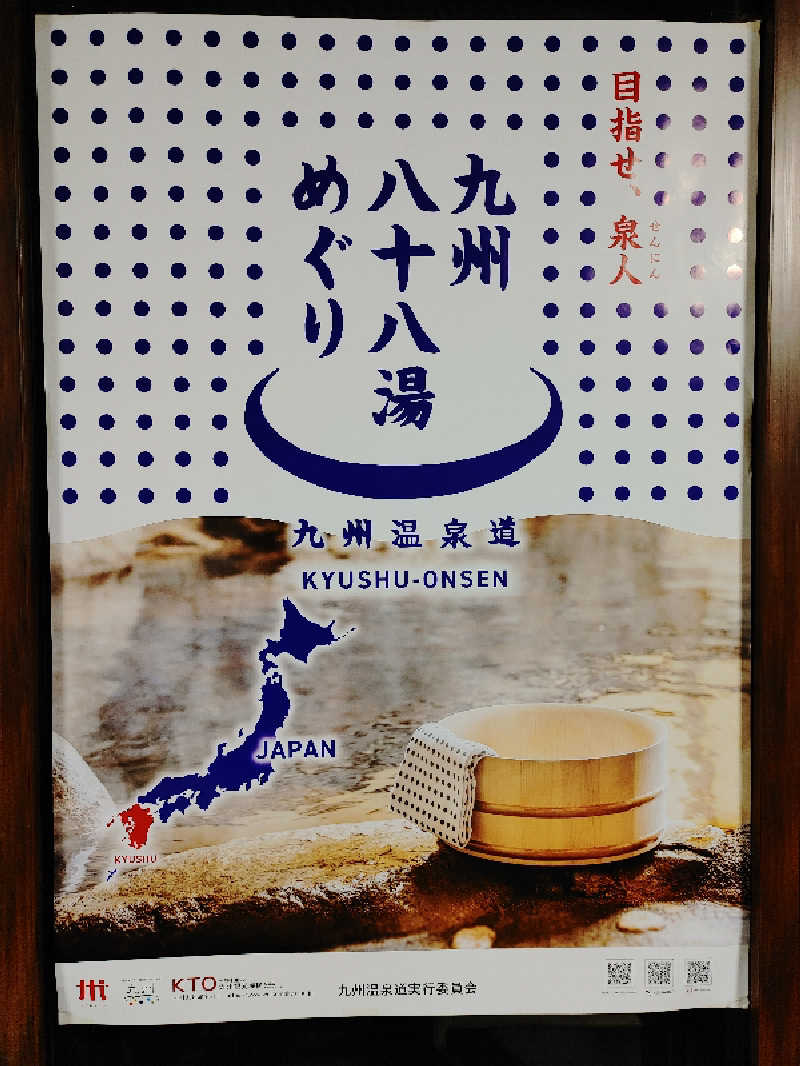 目指せ、泉人
せんにん
九州
八十八湯
めぐり
九州温泉道
KYUSHU-ONSEN
JAPAN
KYUSHU
KTO
九州温泉道実行委員会